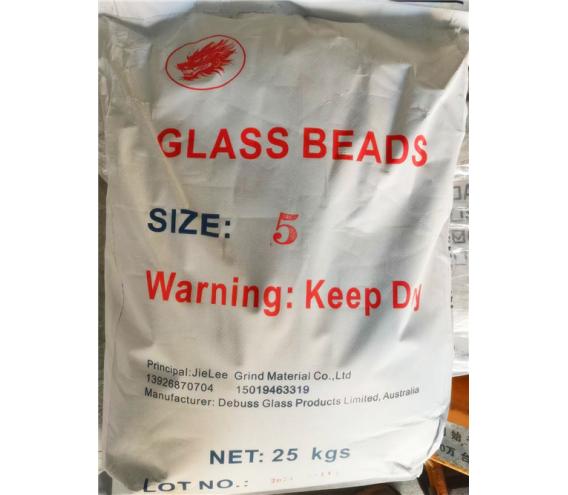 GLASS BEADS
SIZE: 5
Warning: Keep Dry
Principal:JieLee Grind Material Co.,Ltd
13926870704 15019463319
Manufacturer: Debuss Glass Products Limited, Australia
NET: 25 kgs
LOT NO.: